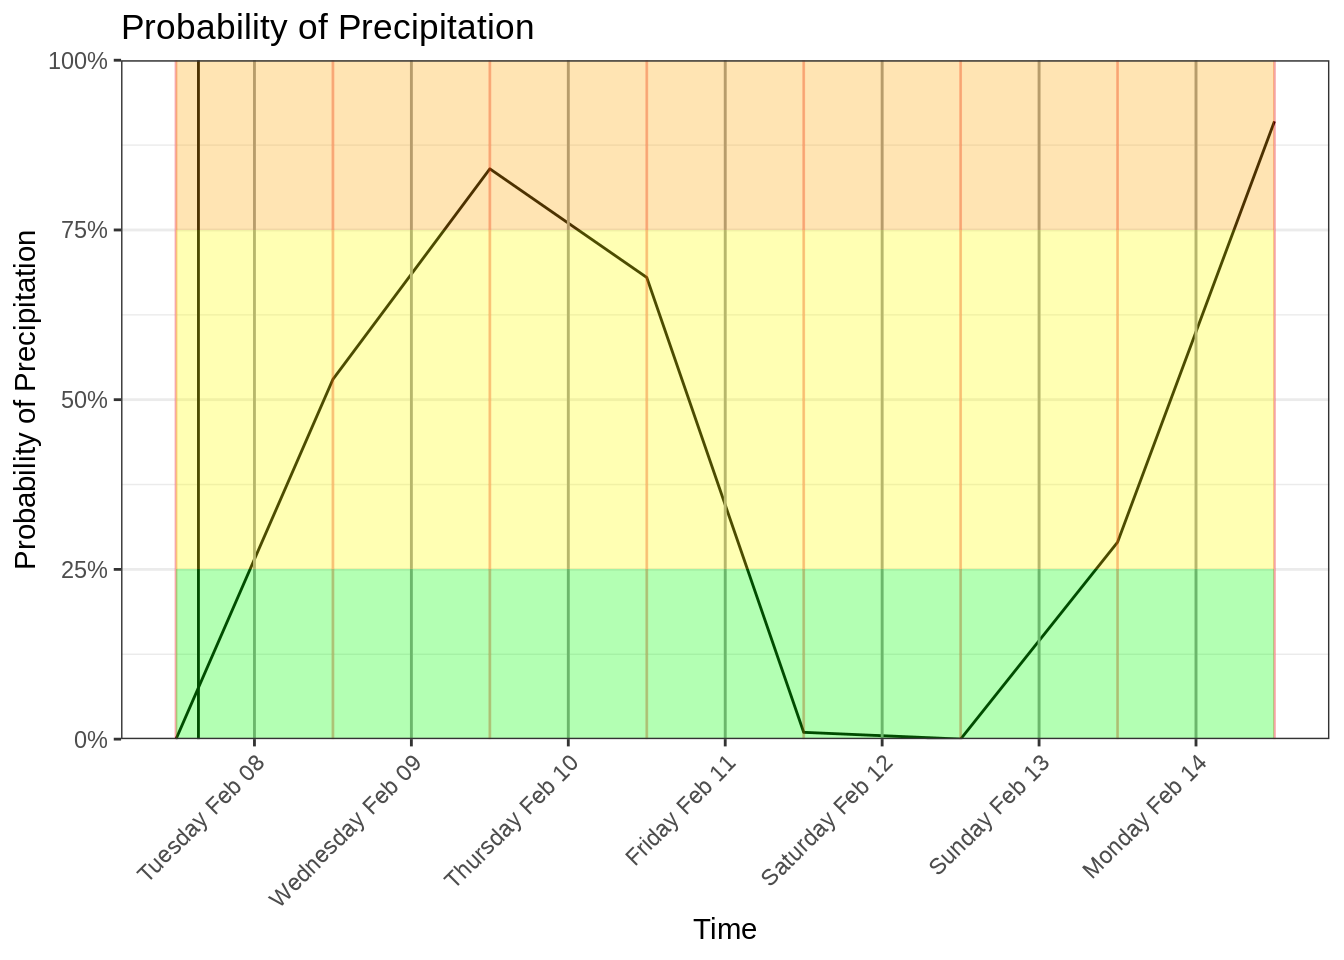 Probability of Precipitation
Probability of Precipitation
100%
75%
50%
25%
0%
Tuesday Feb 08
Wednesday Feb 09
Thursday Feb 10
Friday Feb 11
Saturday Feb 12
Sunday Feb 13
Monday Feb 14
Time